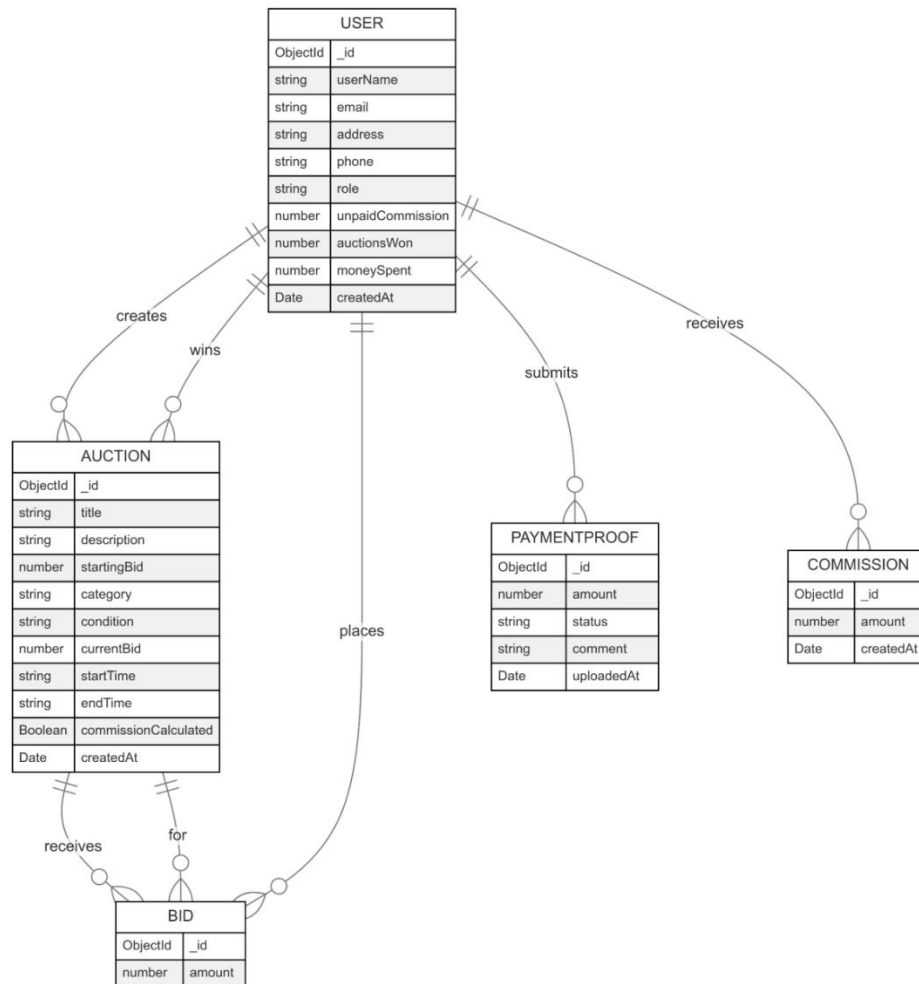 USER
ObjectId _id
string userName
string email
string address
string phone
string role
number unpaidCommission
number auctionsWon
number moneySpent
Date createdAt
creates
wins
receives
submits
places
AUCTION
ObjectId _id
string title
string description
number startingBid
string category
string condition
number currentBid
string startTime
string endTime
Boolean commissionCalculated
Date createdAt
PAYMENTPROOF
ObjectId _id
number amount
string status
string comment
Date uploadedAt
COMMISSION
ObjectId _id
number amount
Date createdAt
receives
for
BID
ObjectId _id
number amount